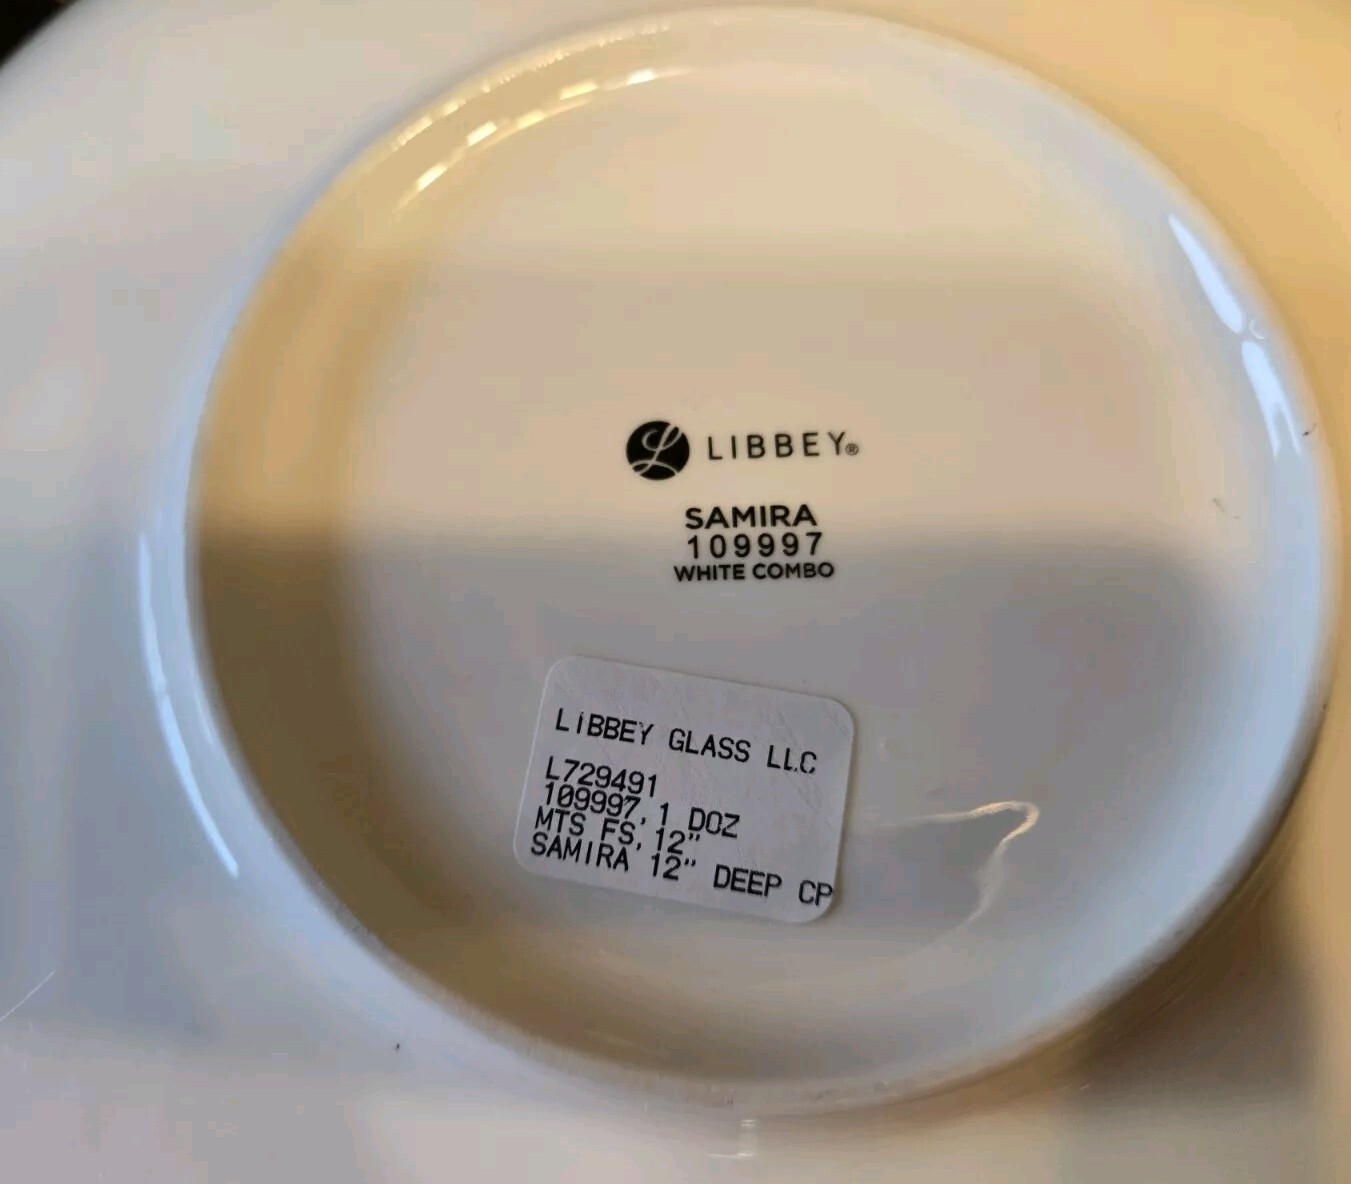 LIBBEY®
SAMIRA
109997
WHITE COMBO
LIBBEY GLASS LLC
L729491
109997, 1 DOZ
MTS FS, 12"
SAMIRA 12" DEEP CP